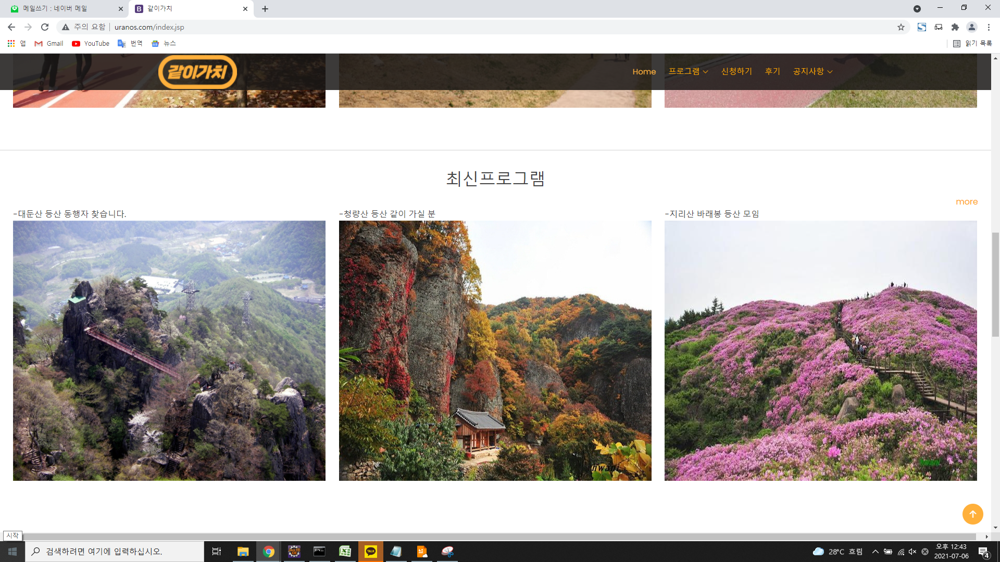 메일쓰기 : 네이버 메일
같이가치
주의 요함
uranos.com/index.jsp
앱
Gmail
YouTube
번역
뉴스
읽기 목록
같이가치
Home
프로그램
신청하기
후기
공지사항
최신프로그램
more
-대둔산 등산 동행자 찾습니다.
-청량산 등산 같이 가실 분
-지리산 바래봉 등산 모임
hwani
hwani
시작
검색하려면 여기에 입력하십시오.
TALK
28°C 흐림
오후 12:43
2021-07-06
4